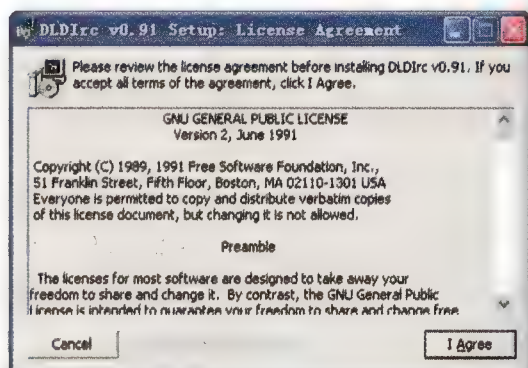 DLDIrc v0.91 Setup: License Agreement
Please review the license agreement before installing DLDIrc v0.91. If you
accept all terms of the agreement, click I Agree.
GNU GENERAL PUBLIC LICENSE
Version 2, June 1991
Copyright (C) 1989, 1991 Free Software Foundation, Inc.,
51 Franklin Street, Fifth Floor, Boston, MA 02110-1301 USA
Everyone is permitted to copy and distribute verbatim copies
of this license document, but changing it is not allowed.
Preamble
The licenses for most software are designed to take away your
freedom to share and change it. By contrast, the GNU General Public
License is intended to guarantee your freedom to share and change free
Cancel
I Agree